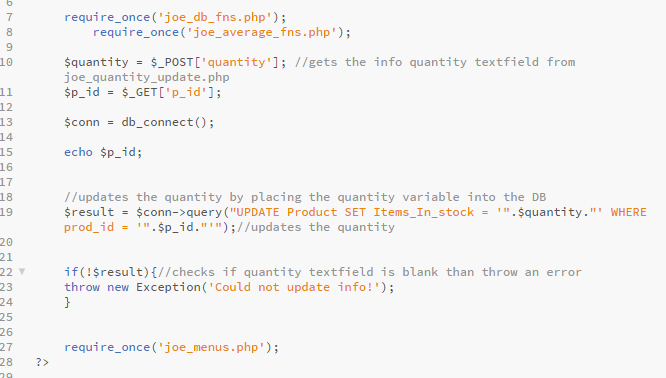 6
7 require_once('joe_db_fns.php');
8 require_once('joe_average_fns.php');
9
10 $quantity = $_POST['quantity']; //gets the info quantity textfield from
joe_quantity_update.php
11 $p_id = $_GET['p_id'];
12
13 $conn = db_connect();
14
15 echo $p_id;
16
17
18 //updates the quantity by placing the quantity variable into the DB
19 $result = $conn->query("UPDATE Product SET Items_In_stock = '".$quantity."' WHERE
prod_id = '".$p_id."'");//updates the quantity
20
21
22 if(!$result){//checks if quantity textfield is blank than throw an error
23 throw new Exception('Could not update info!');
24 }
25
26
27 require_once('joe_menus.php');
28 ?>
29